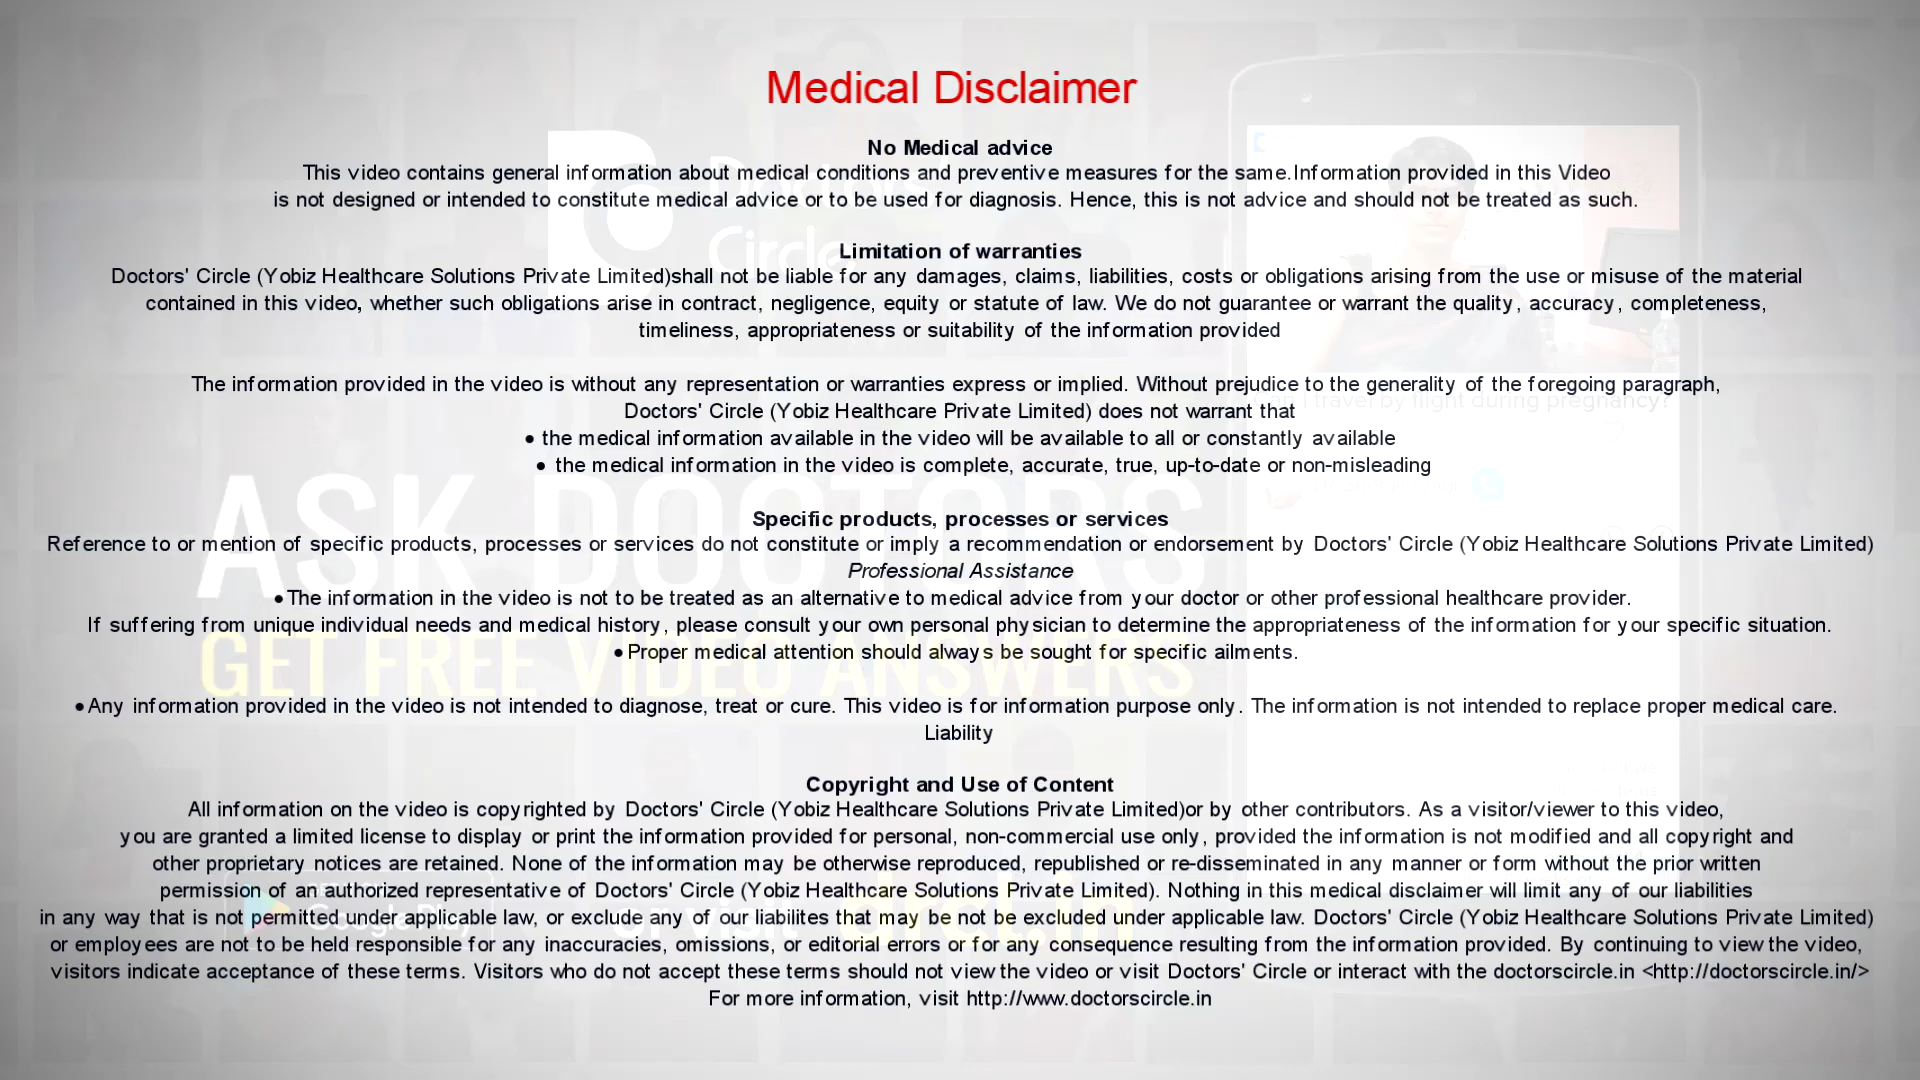 Medical Disclaimer
No Medical advice
This video contains general information about medical conditions and preventive measures for the same.Information provided in this Video
is not designed or intended to constitute medical advice or to be used for diagnosis. Hence, this is not advice and should not be treated as such.
Doctors'
Circle
Limitation of warranties
Doctors' Circle (Yobiz Healthcare Solutions Private Limited)shall not be liable for any damages, claims, liabilities, costs or obligations arising from the use or misuse of the material
contained in this video, whether such obligations arise in contract, negligence, equity or statute of law. We do not guarantee or warrant the quality, accuracy, completeness,
timeliness, appropriateness or suitability of the information provided
The information provided in the video is without any representation or warranties express or implied. Without prejudice to the generality of the foregoing paragraph,
Can I travel by flight during pregnancy?
Doctors' Circle (Yobiz Healthcare Private Limited) does not warrant that
• the medical information available in the video will be available to all or constantly available
• the medical information in the video is complete, accurate, true, up-to-date or non-misleading
ASK DOCTORS
Specific products, processes or services
Reference to or mention of specific products, processes or services do not constitute or imply a recommendation or endorsement by Doctors' Circle (Yobiz Healthcare Solutions Private Limited)
Professional Assistance
•The information in the video is not to be treated as an alternative to medical advice from your doctor or other professional healthcare provider.
If suffering from unique individual needs and medical history, please consult your own personal physician to determine the appropriateness of the information for your specific situation.
•Proper medical attention should always be sought for specific ailments.
GET FREE VIDEO ANSWERS
•Any information provided in the video is not intended to diagnose, treat or cure. This video is for information purpose only. The information is not intended to replace proper medical care.
Liability
Copyright and Use of Content
All information on the video is copyrighted by Doctors' Circle (Yobiz Healthcare Solutions Private Limited)or by other contributors. As a visitor/viewer to this video,
you are granted a limited license to display or print the information provided for personal, non-commercial use only, provided the information is not modified and all copyright and
other proprietary notices are retained. None of the information may be otherwise reproduced, republished or re-disseminated in any manner or form without the prior written
permission of an authorized representative of Doctors' Circle (Yobiz Healthcare Solutions Private Limited). Nothing in this medical disclaimer will limit any of our liabilities
in any way that is not permitted under applicable law, or exclude any of our liabilites that may be not be excluded under applicable law. Doctors' Circle (Yobiz Healthcare Solutions Private Limited)
Google Play
or visit drcl.in
or employees are not to be held responsible for any inaccuracies, omissions, or editorial errors or for any consequence resulting from the information provided. By continuing to view the video,
visitors indicate acceptance of these terms. Visitors who do not accept these terms should not view the video or visit Doctors' Circle or interact with the doctorscircle.in <http://doctorscircle.in/>
For more information, visit http://www.doctorscircle.in